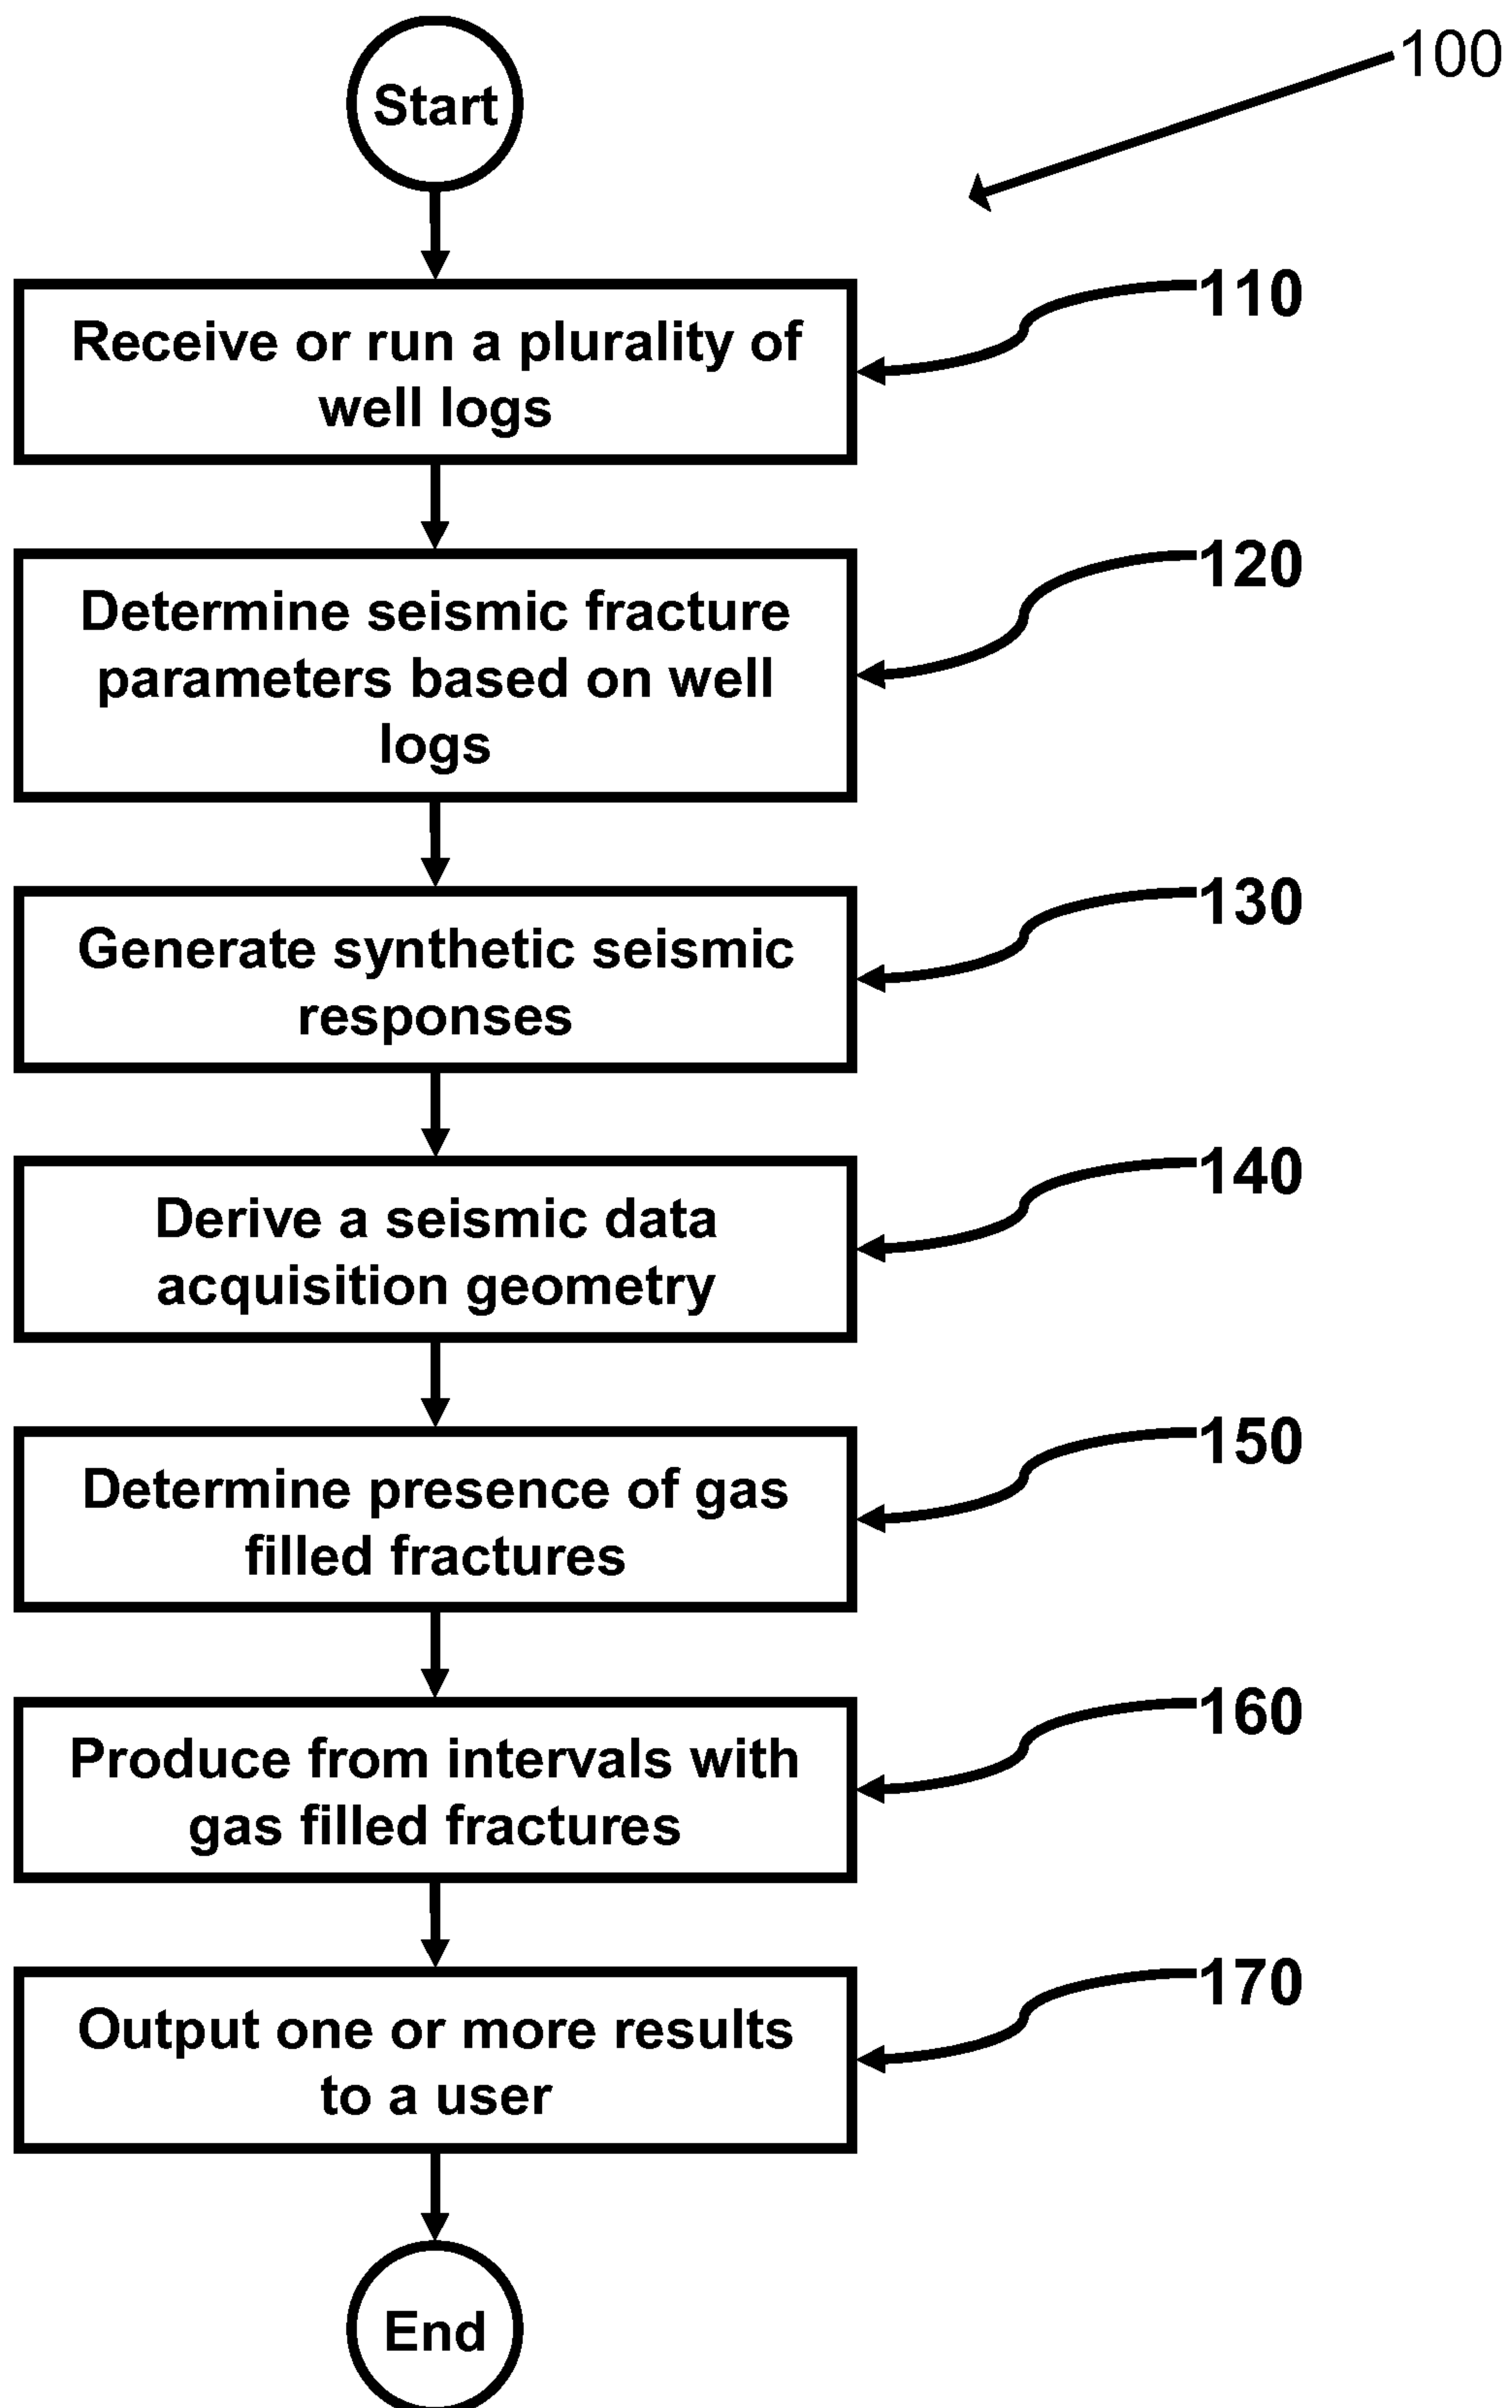 Start
100
Receive or run a plurality of
well logs
110
Determine seismic fracture
parameters based on well
logs
120
Generate synthetic seismic
responses
130
Derive a seismic data
acquisition geometry
140
Determine presence of gas
filled fractures
150
Produce from intervals with
gas filled fractures
160
Output one or more results
to a user
170
End